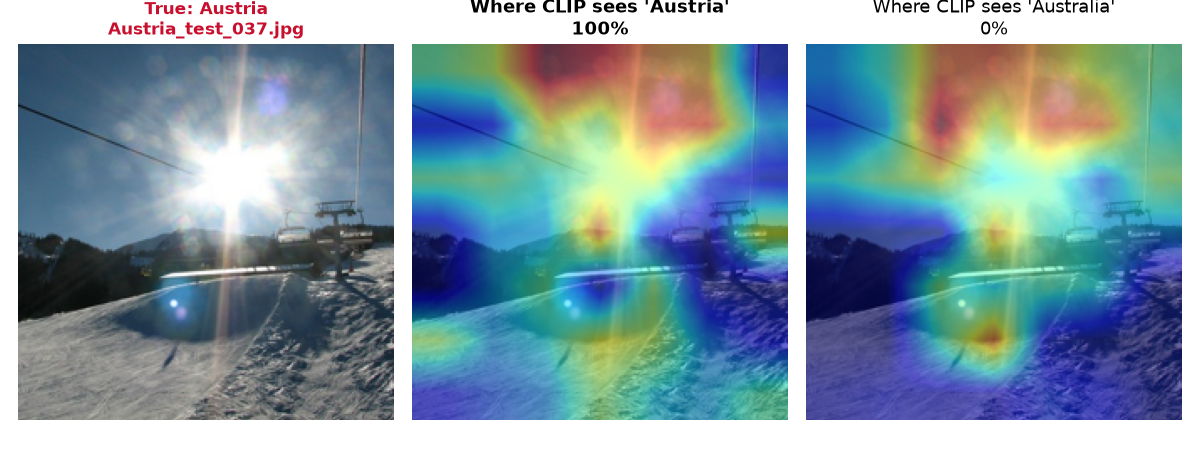 True: Austria
Austria_test_037.jpg
Where CLIP sees 'Austria'
100%
Where CLIP sees 'Australia'
0%